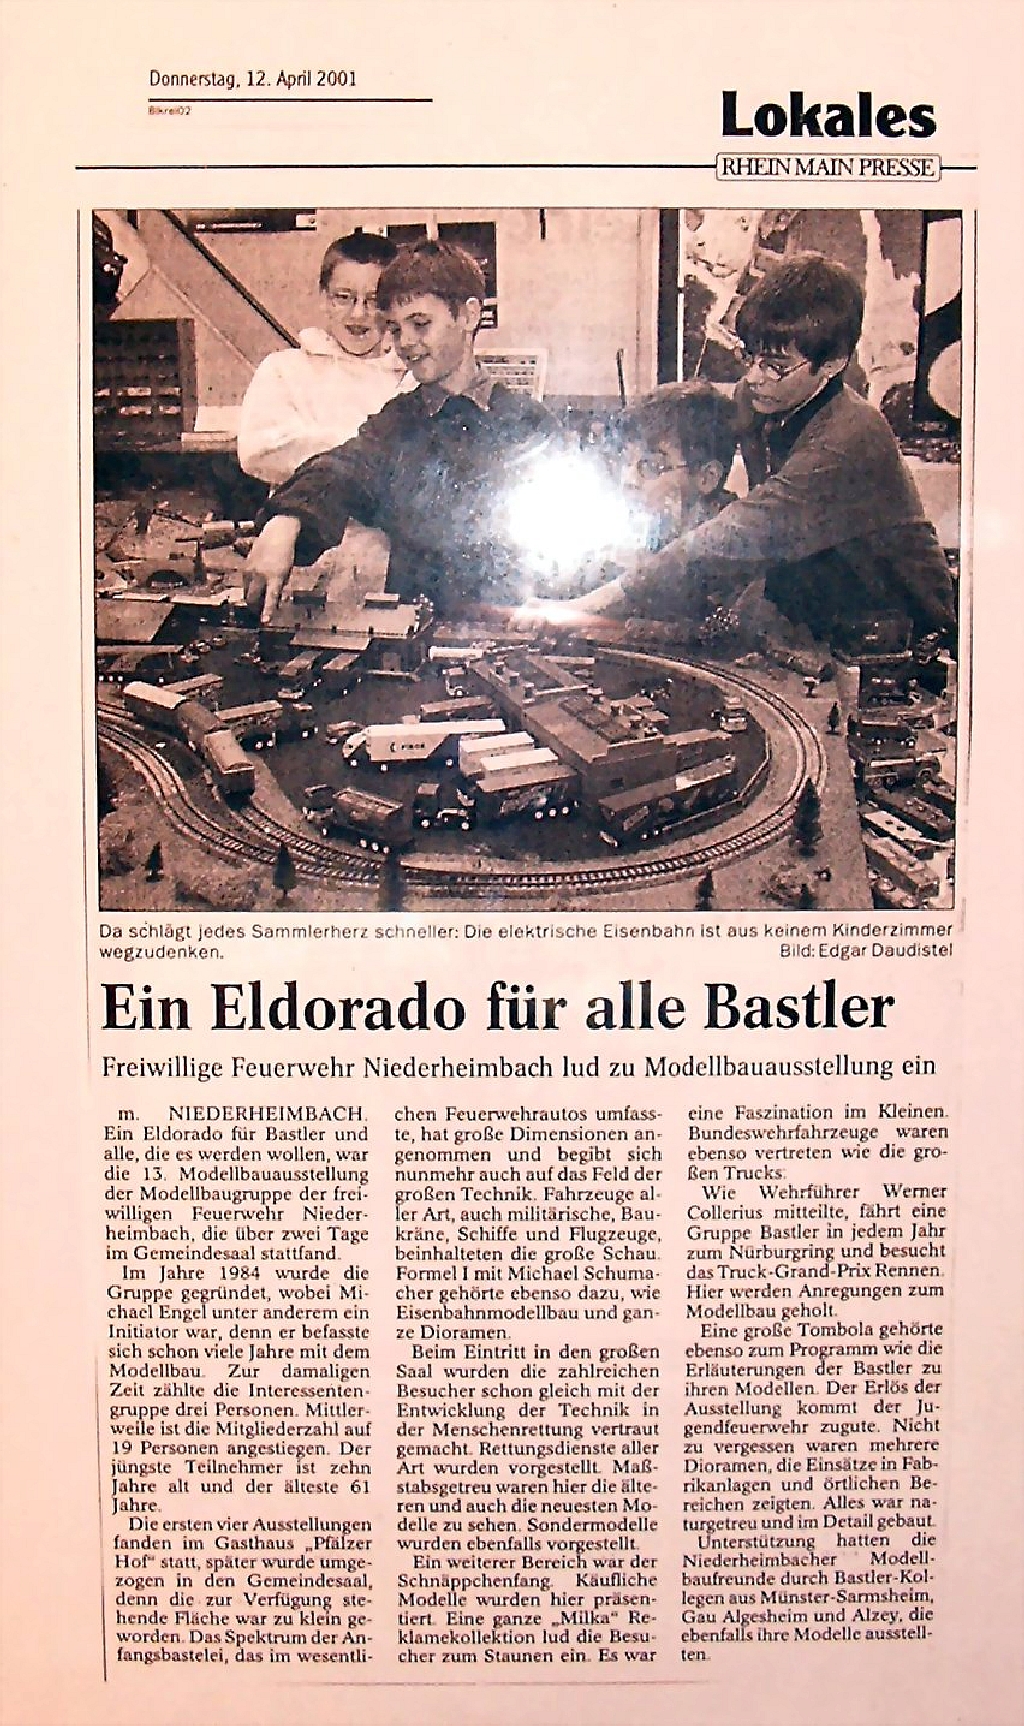 Donnerstag, 12. April 2001
Lokales
RHEIN MAIN PRESSE
Da schlägt jedes Sammlerherz schneller: Die elektrische Eisenbahn ist aus keinem Kinderzimmer
wegzudenken. Bild: Edgar Daudistel
Ein Eldorado für alle Bastler
Freiwillige Feuerwehr Niederheimbach lud zu Modellbauausstellung ein
m. NIEDERHEIMBACH.
Ein Eldorado für Bastler und
alle, die es werden wollen, war
die 13. Modellbauausstellung
der Modellbaugruppe der frei-
willigen Feuerwehr Nieder-
heimbach, die über zwei Tage
im Gemeindesaal stattfand.
Im Jahre 1984 wurde die
Gruppe gegründet, wobei Mi-
chael Engel unter anderem ein
Initiator war, denn er befasste
sich schon viele Jahre mit dem
Modellbau. Zur damaligen
Zeit zählte die Interessenten-
gruppe drei Personen. Mittler-
weile ist die Mitgliederzahl auf
19 Personen angestiegen. Der
jüngste Teilnehmer ist zehn
Jahre alt und der älteste 61
Jahre.
Die ersten vier Ausstellungen
fanden im Gasthaus „Pfälzer
Hof“ statt, später wurde umge-
zogen in den Gemeindesaal,
denn die zur Verfügung ste-
hende Fläche war zu klein ge-
worden. Das Spektrum der An-
fangsbastelei, das im wesentli-
chen Feuerwehrautos umfass-
te, hat große Dimensionen an-
genommen und begibt sich
nunmehr auch auf das Feld der
großen Technik. Fahrzeuge al-
ler Art, auch militärische, Bau-
kräne, Schiffe und Flugzeuge,
beinhalteten die große Schau.
Formel I mit Michael Schuma-
cher gehörte ebenso dazu, wie
Eisenbahnmodellbau und gan-
ze Dioramen.
Beim Eintritt in den großen
Saal wurden die zahlreichen
Besucher schon gleich mit der
Entwicklung der Technik in
der Menschenrettung vertraut
gemacht. Rettungsdienste aller
Art wurden vorgestellt. Maß-
stabsgetreu waren hier die älte-
ren und auch die neuesten Mo-
delle zu sehen. Sondermodelle
wurden ebenfalls vorgestellt.
Ein weiterer Bereich war der
Schnäppchenfang. Käufliche
Modelle wurden hier präsen-
tiert. Eine ganze „Milka“ Re-
klamekollektion lud die Besu-
cher zum Staunen ein. Es war
eine Faszination im Kleinen.
Bundeswehrfahrzeuge waren
ebenso vertreten wie die gro-
ßen Trucks.
Wie Wehrführer Werner
Collerius mitteilte, fährt eine
Gruppe Bastler in jedem Jahr
zum Nürburgring und besucht
das Truck-Grand-Prix Rennen.
Hier werden Anregungen zum
Modellbau geholt.
Eine große Tombola gehörte
ebenso zum Programm wie die
Erläuterungen der Bastler zu
ihren Modellen. Der Erlös der
Ausstellung kommt der Ju-
gendfeuerwehr zugute. Nicht
zu vergessen waren mehrere
Dioramen, die Einsätze in Fab-
rikanlagen und örtlichen Be-
reichen zeigten. Alles war na-
turgetreu und im Detail gebaut.
Unterstützung hatten die
Niederheimbacher Modell-
baufreunde durch Bastler-Kol-
legen aus Münster-Sarmsheim,
Gau Algesheim und Alzey, die
ebenfalls ihre Modelle ausstell-
ten.